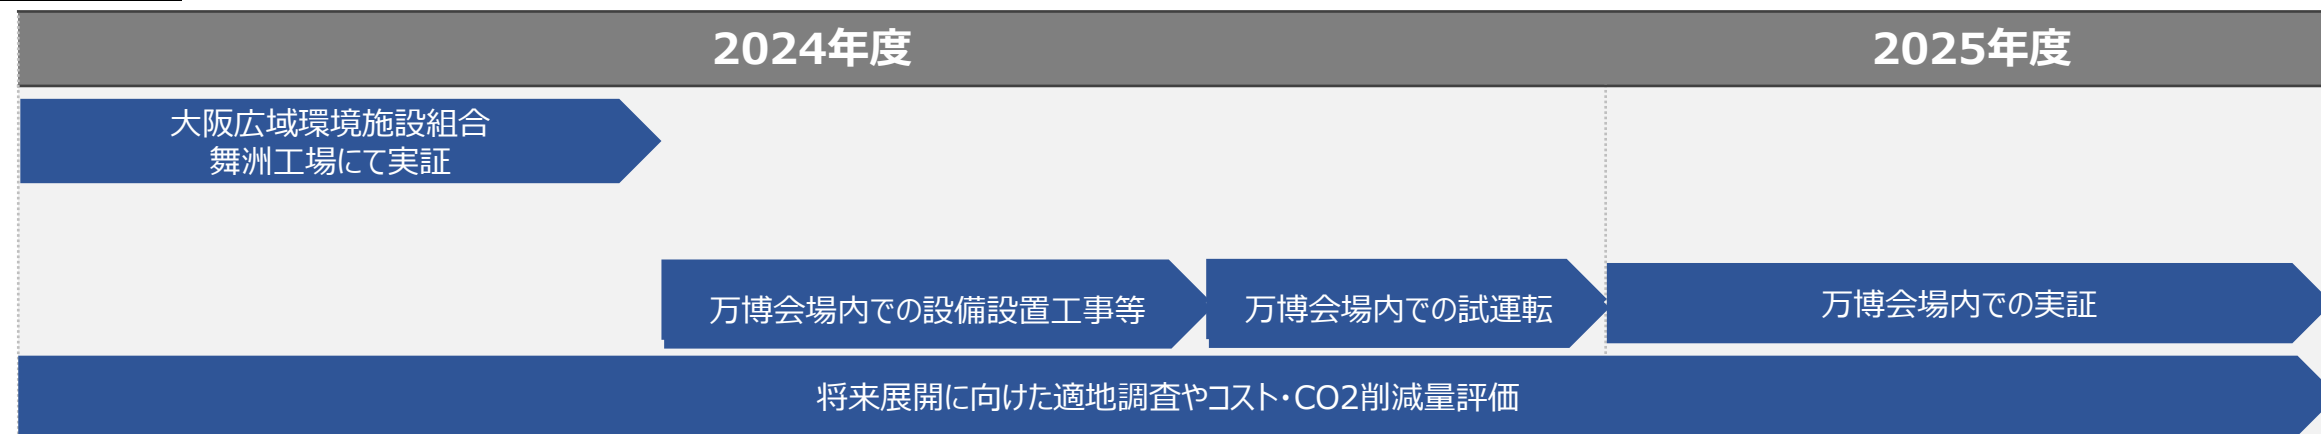 2024年度
2025年度
大阪広域環境施設組合
舞洲工場にて実証
万博会場内での設備設置工事等
万博会場内での試運転
万博会場内での実証
将来展開に向けた適地調査やコスト・CO2削減量評価